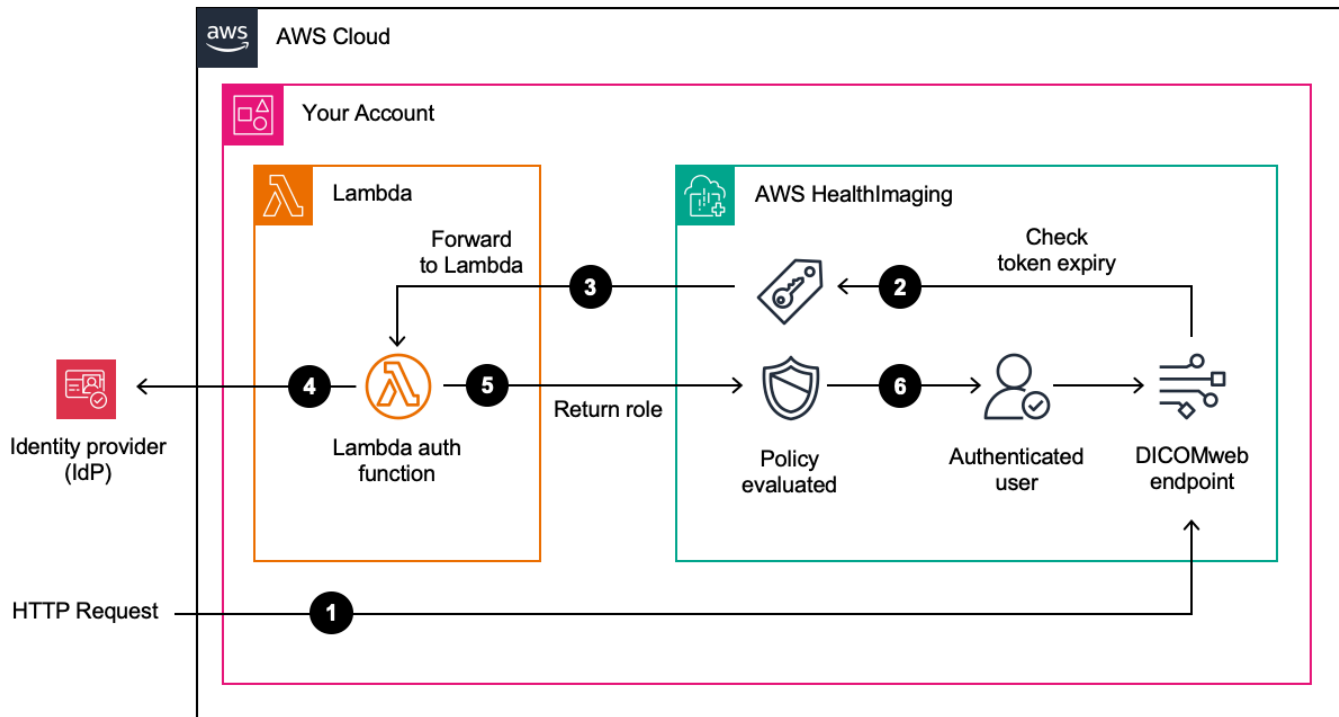 aws
AWS Cloud
Your Account
Lambda
AWS HealthImaging
Forward
to Lambda
Check
token expiry
3
2
4
5
6
Return role
Identity provider
(IdP)
Lambda auth
function
Policy
evaluated
Authenticated
user
DICOMweb
endpoint
HTTP Request
1